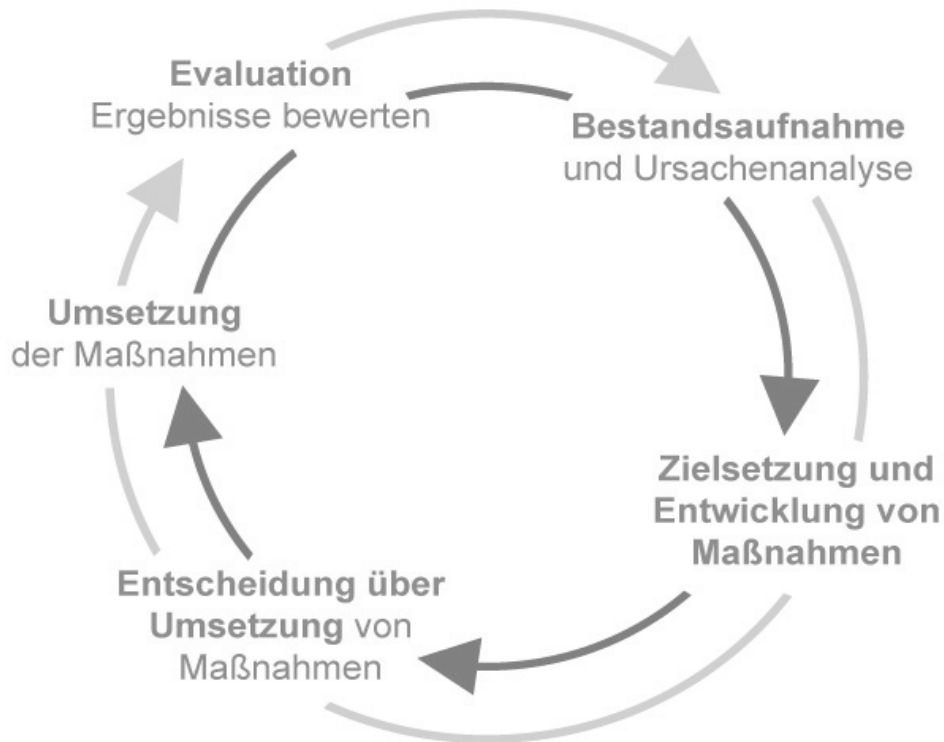 Evaluation
Ergebnisse bewerten
Bestandsaufnahme
und Ursachenanalyse
Zielsetzung und
Entwicklung von
Maßnahmen
Entscheidung über
Umsetzung von
Maßnahmen
Umsetzung
der Maßnahmen